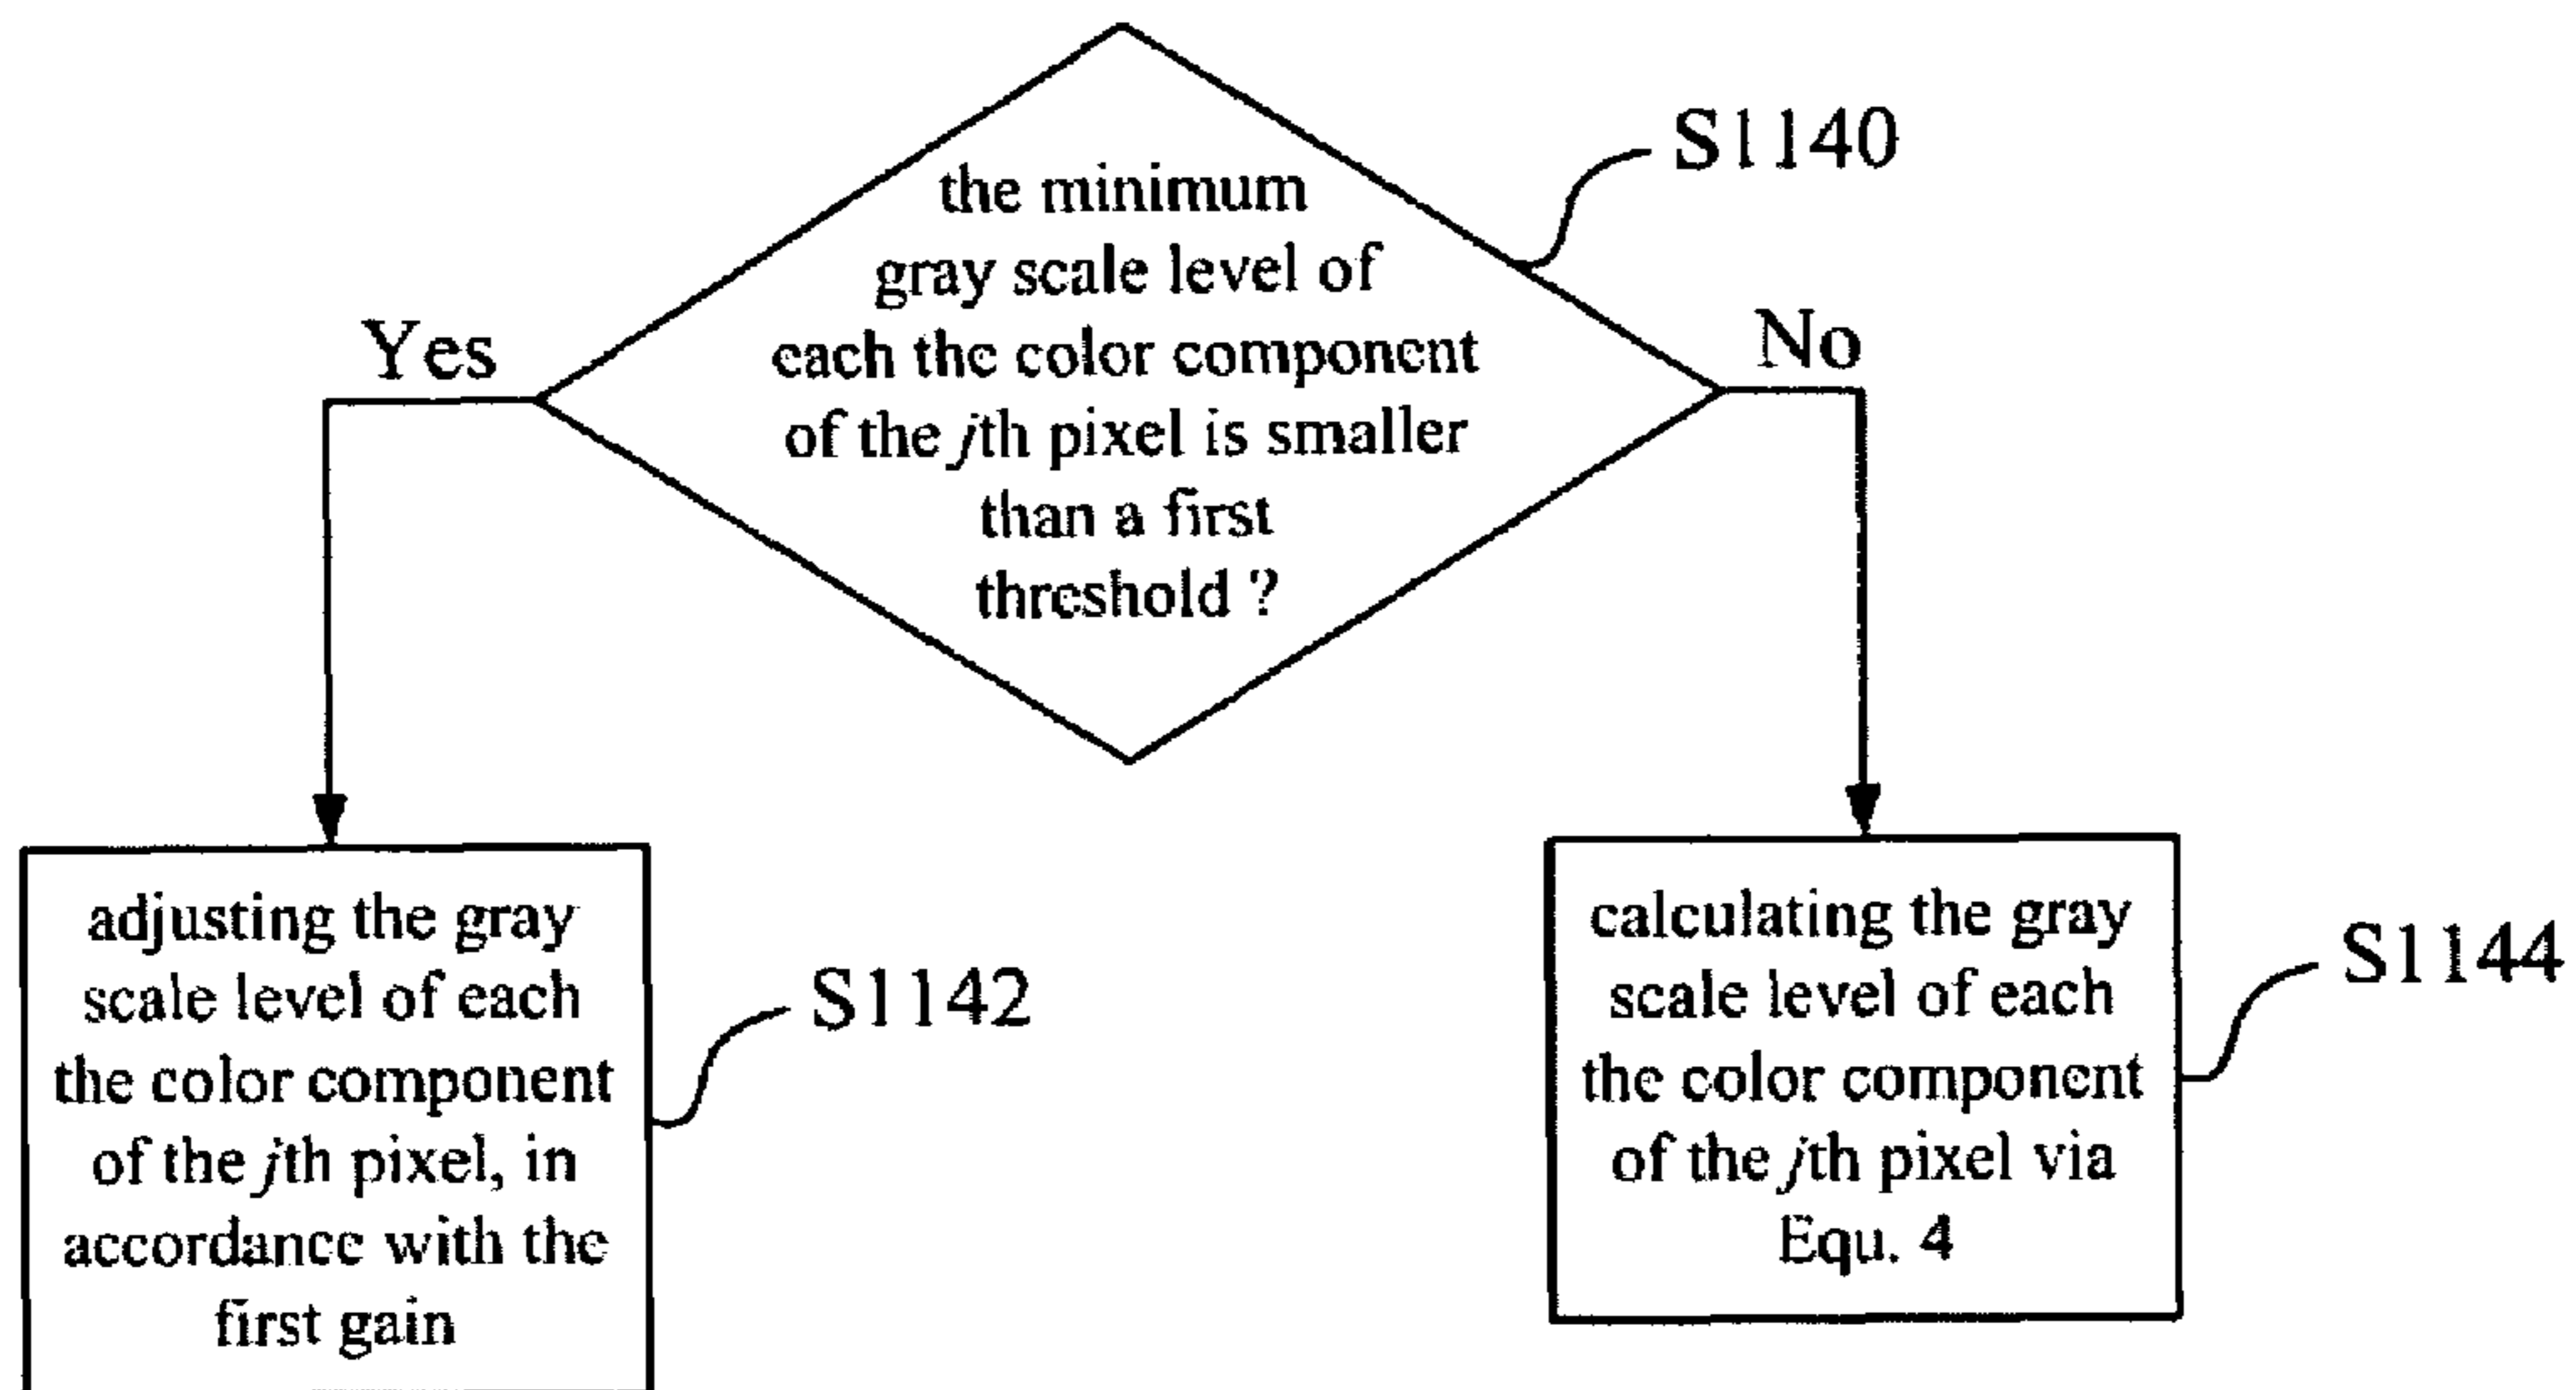 S1140
the minimum
gray scale level of
each the color component
of the jth pixel is smaller
than a first
threshold ?
Yes
No
adjusting the gray
scale level of each
the color component
of the jth pixel, in
accordance with the
first gain
S1142
calculating the gray
scale level of each
the color component
of the jth pixel via
Equ. 4
S1144